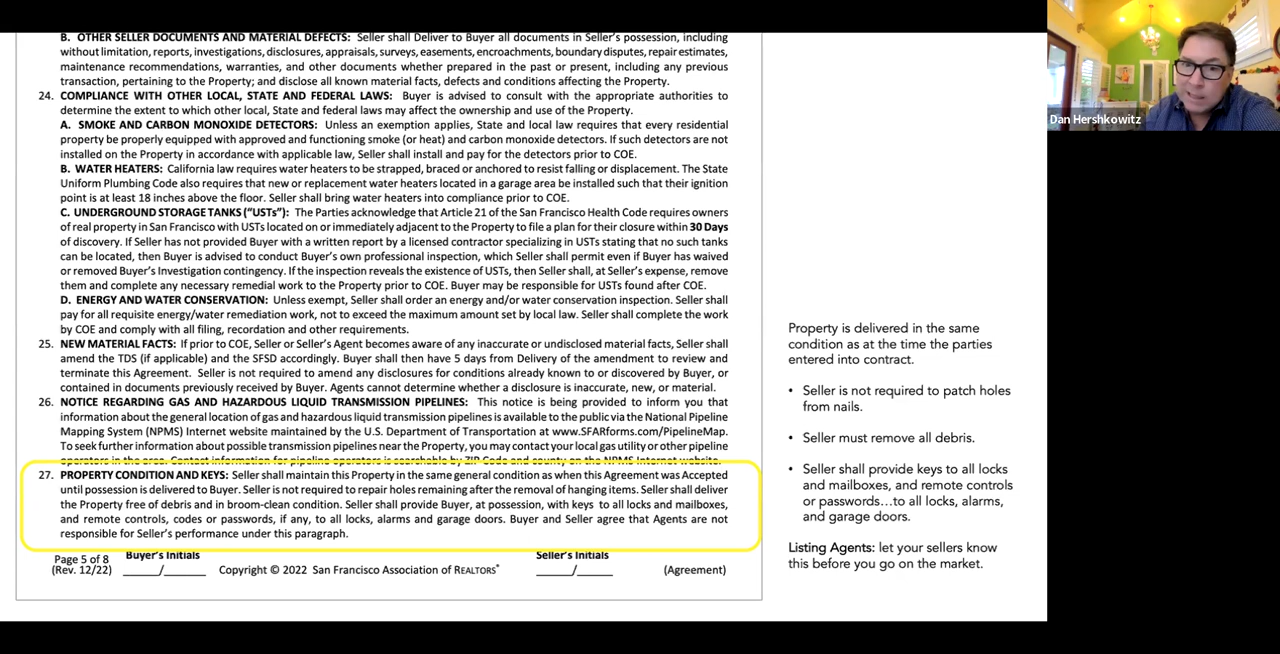 B. OTHER SELLER DOCUMENTS AND MATERIAL DEFECTS: Seller shall Deliver to Buyer all documents in Seller's possession, including
without limitation, reports, investigations, disclosures, appraisals, surveys, easements, encroachments, boundary disputes, repair estimates,
maintenance recommendations, warranties, and other documents whether prepared in the past or present, including any previous
transaction, pertaining to the Property; and disclose all known material facts, defects and conditions affecting the Property.
24. COMPLIANCE WITH OTHER LOCAL, STATE AND FEDERAL LAWS: Buyer is advised to consult with the appropriate authorities to
determine the extent to which other local, State and federal laws may affect the ownership and use of the Property.
A. SMOKE AND CARBON MONOXIDE DETECTORS: Unless an exemption applies, State and local law requires that every residential
property be properly equipped with approved and functioning smoke (or heat) and carbon monoxide detectors. If such detectors are not
installed on the Property in accordance with applicable law, Seller shall install and pay for the detectors prior to COE.
B. WATER HEATERS: California law requires water heaters to be strapped, braced or anchored to resist falling or displacement. The State
Uniform Plumbing Code also requires that new or replacement water heaters located in a garage area be installed such that their ignition
point is at least 18 inches above the floor. Seller shall bring water heaters into compliance prior to COE.
C. UNDERGROUND STORAGE TANKS ("USTs"): The Parties acknowledge that Article 21 of the San Francisco Health Code requires owners
of real property in San Francisco with USTs located on or immediately adjacent to the Property to file a plan for their closure within 30 Days
of discovery. If Seller has not provided Buyer with a written report by a licensed contractor specializing in USTs stating that no such tanks
can be located, then Buyer is advised to conduct Buyer's own professional inspection, which Seller shall permit even if Buyer has waived
or removed Buyer's Investigation contingency. If the inspection reveals the existence of USTs, then Seller shall, at Seller's expense, remove
them and complete any necessary remedial work to the Property prior to COE. Buyer may be responsible for USTs found after COE.
D. ENERGY AND WATER CONSERVATION: Unless exempt, Seller shall order an energy and/or water conservation inspection. Seller shall
pay for all requisite energy/water remediation work, not to exceed the maximum amount set by local law. Seller shall complete the work
by COE and comply with all filing, recordation and other requirements.
25. NEW MATERIAL FACTS: If prior to COE, Seller or Seller's Agent becomes aware of any inaccurate or undisclosed material facts, Seller shall
amend the TDS (if applicable) and the SFSD accordingly. Buyer shall then have 5 days from Delivery of the amendment to review and
terminate this Agreement. Seller is not required to amend any disclosures for conditions already known to or discovered by Buyer, or
contained in documents previously received by Buyer. Agents cannot determine whether a disclosure is inaccurate, new, or material.
26. NOTICE REGARDING GAS AND HAZARDOUS LIQUID TRANSMISSION PIPELINES: This notice is being provided to inform you that
information about the general location of gas and hazardous liquid transmission pipelines is available to the public via the National Pipeline
Mapping System (NPMS) Internet website maintained by the U.S. Department of Transportation at www.SFARforms.com/PipelineMap.
To seek further information about possible transmission pipelines near the Property, you may contact your local gas utility or other pipeline
operators in the area. Contact information for pipeline operators is searchable by ZIP Code and county on the NPMS Internet website.
27. PROPERTY CONDITION AND KEYS: Seller shall maintain this Property in the same general condition as when this Agreement was Accepted
until possession is delivered to Buyer. Seller is not required to repair holes remaining after the removal of hanging items. Seller shall deliver
the Property free of debris and in broom-clean condition. Seller shall provide Buyer, at possession, with keys to all locks and mailboxes,
and remote controls, codes or passwords, if any, to all locks, alarms and garage doors. Buyer and Seller agree that Agents are not
responsible for Seller's performance under this paragraph.
Page 5 of 8
(Rev. 12/22)
Buyer's Initials
______/_______
Copyright © 2022 San Francisco Association of REALTORS®
Seller's Initials
______/______
(Agreement)
Property is delivered in the same
condition as at the time the parties
entered into contract.
• Seller is not required to patch holes
from nails.
• Seller must remove all debris.
• Seller shall provide keys to all locks
and mailboxes, and remote controls
or passwords…to all locks, alarms,
and garage doors.
Listing Agents: let your sellers know
this before you go on the market.
Dan Hershkowitz